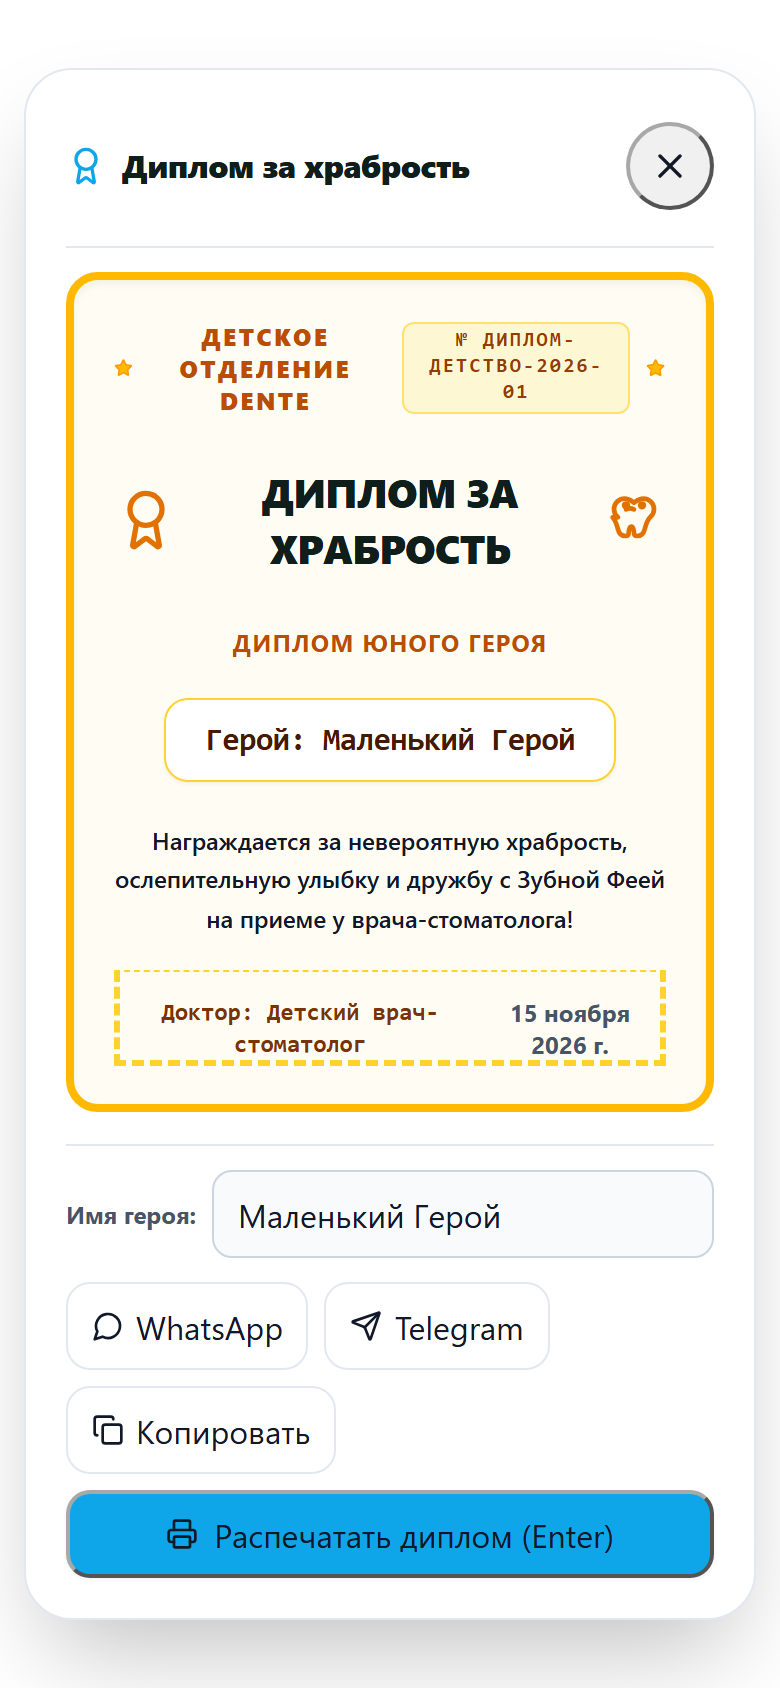 Диплом за храбрость
ДЕТСКОЕ
ОТДЕЛЕНИЕ
DENTE
№ ДИПЛОМ-
ДЕТСТВО-2026-
01
ДИПЛОМ ЗА
ХРАБРОСТЬ
ДИПЛОМ ЮНОГО ГЕРОЯ
Герой: Маленький Герой
Награждается за невероятную храбрость,
ослепительную улыбку и дружбу с Зубной Феей
на приеме у врача-стоматолога!
Доктор: Детский врач-
стоматолог
15 ноября
2026 г.
Имя героя:
Маленький Герой
WhatsApp
Telegram
Копировать
Распечатать диплом (Enter)